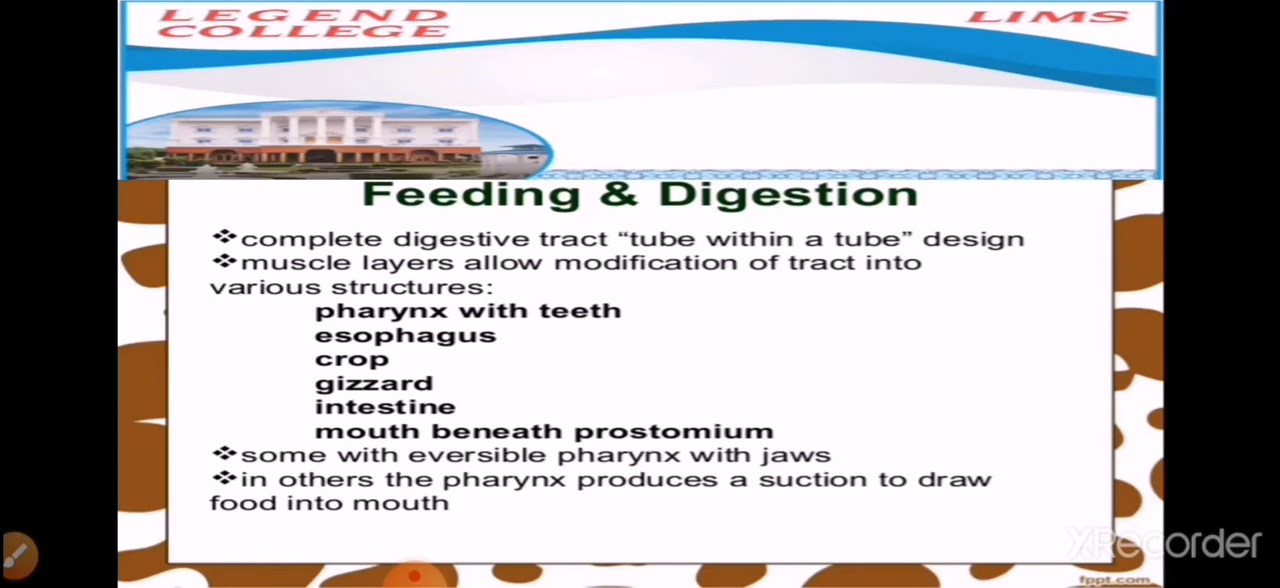 LEGEND
COLLEGE
LIMS
Feeding & Digestion
❖complete digestive tract “tube within a tube” design
❖muscle layers allow modification of tract into
various structures:
pharynx with teeth
esophagus
crop
gizzard
intestine
mouth beneath prostomium
❖some with eversible pharynx with jaws
❖in others the pharynx produces a suction to draw
food into mouth
XRecorder
fppt.com